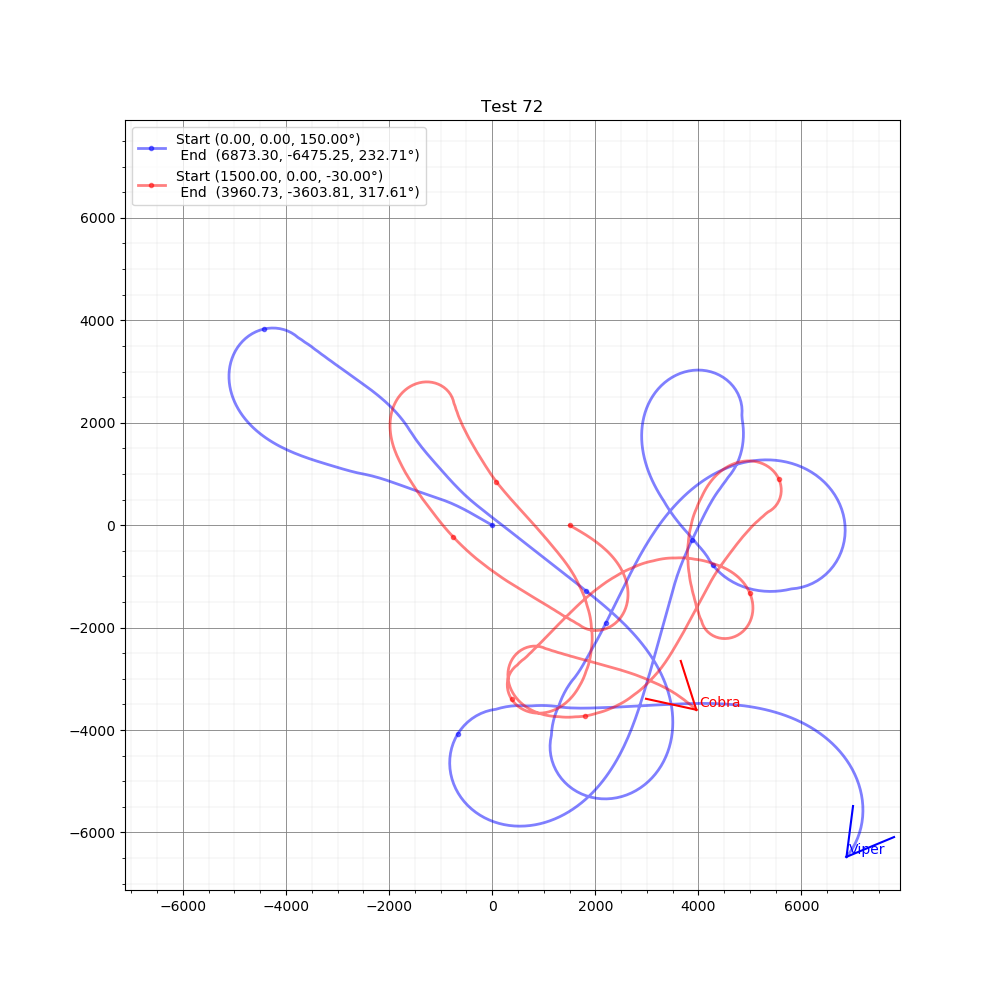 Test 72
Start (0.00, 0.00, 150.00°)
End (6873.30, -6475.25, 232.71°)
Start (1500.00, 0.00, -30.00°)
End (3960.73, -3603.81, 317.61°)
6000
4000
2000
0
−2000
−4000
−6000
Cobra
Viper
−6000 −4000 −2000 0 2000 4000 6000